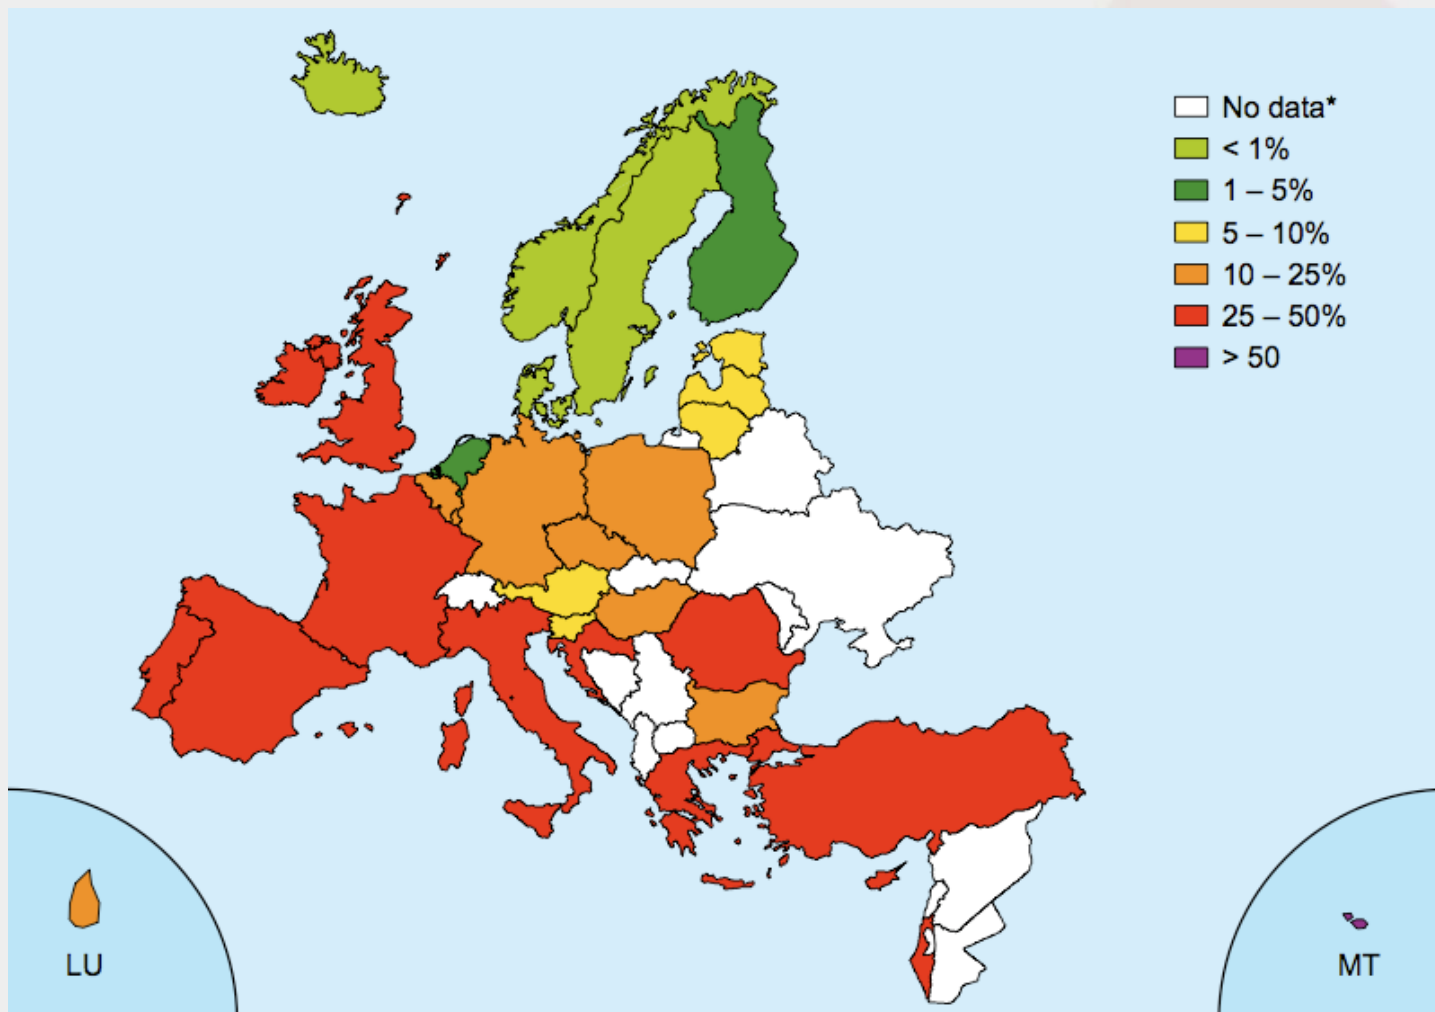 No data*
< 1%
1 – 5%
5 – 10%
10 – 25%
25 – 50%
> 50
LU
MT